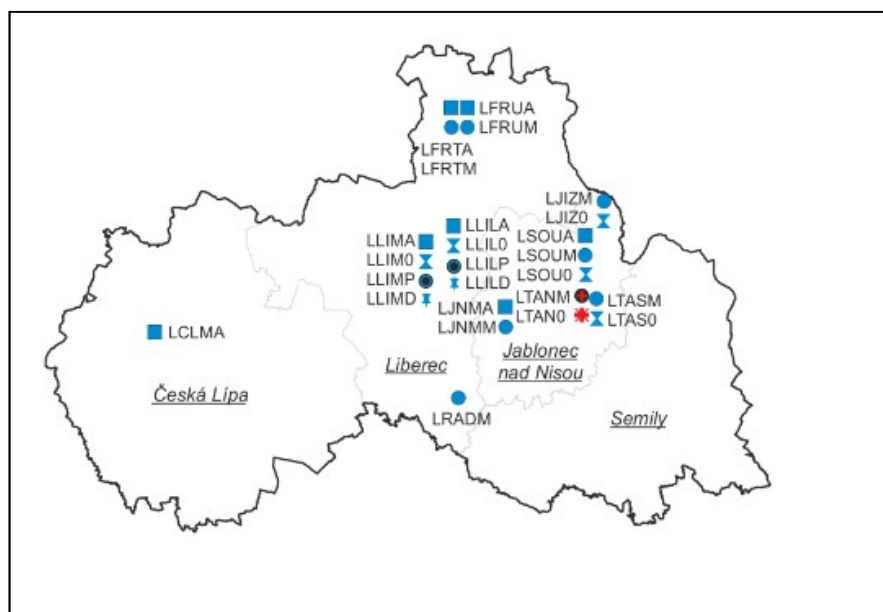 LFRUA
LFRUM
LFRTA
LFRTM
LJIZM
LJIZ0
LLILA
LLIL0
LLILP
LLILD
LLIMA
LLIM0
LLIMP
LLIMD
LSOUA
LSOUM
LSOU0
LTANM
LTASM
LTAN0
LTAS0
LJNMA
LJNMM
LCLMA
Jablonec
nad Nisou
Liberec
Česká Lípa
LRADM
Semily